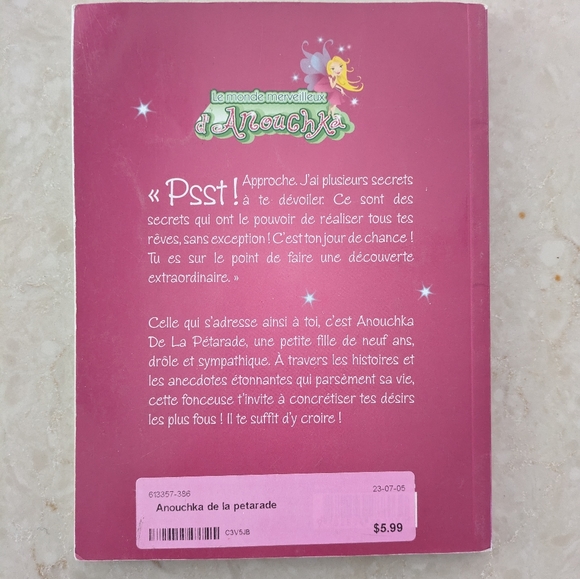 Le monde merveilleux
d'Anouchka
« Psst ! Approche. J'ai plusieurs secrets
à te dévoiler. Ce sont des
secrets qui ont le pouvoir de réaliser tous tes
rêves, sans exception ! C'est ton jour de chance !
Tu es sur le point de faire une découverte
extraordinaire. »
Celle qui s'adresse ainsi à toi, c'est Anouchka
De La Pétarade, une petite fille de neuf ans,
drôle et sympathique. À travers les histoires et
les anecdotes étonnantes qui parsèment sa vie,
cette fonceuse t'invite à concrétiser tes désirs
les plus fous ! Il te suffit d'y croire !
613357-386 23-07-05
Anouchka de la petarade
C3V5JB $5.99